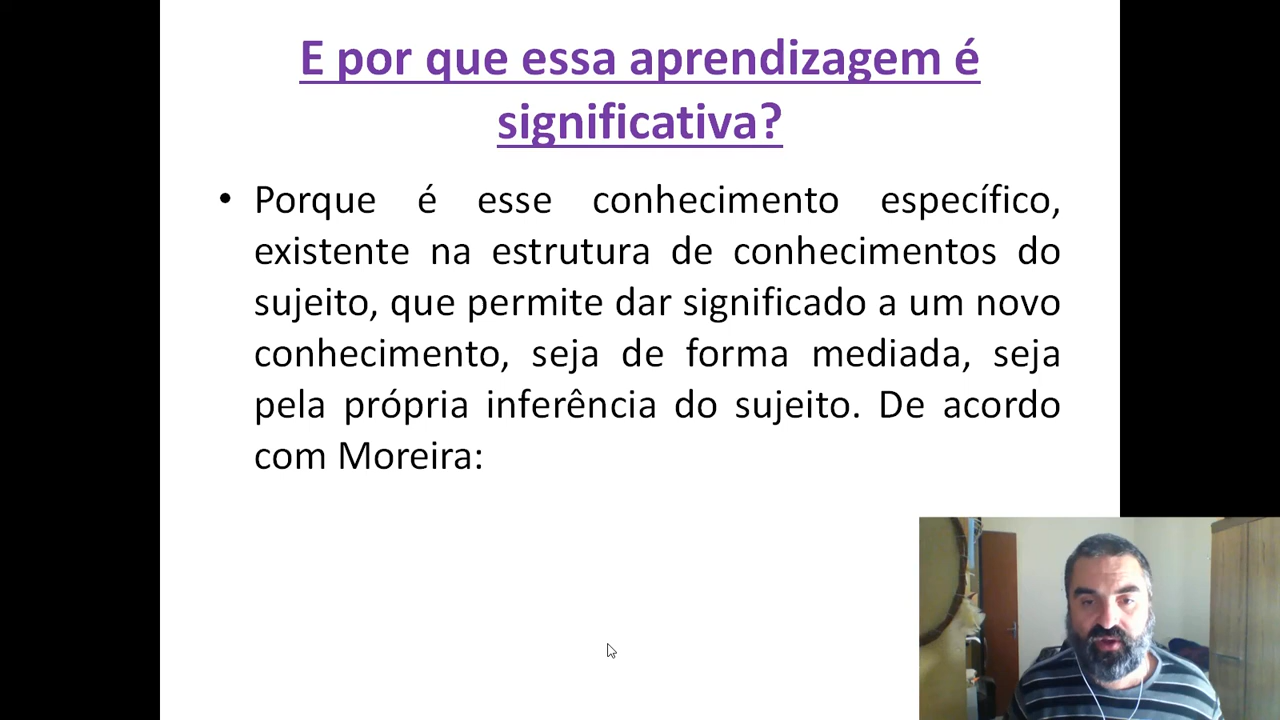 E por que essa aprendizagem é
significativa?
• Porque é esse conhecimento específico,
existente na estrutura de conhecimentos do
sujeito, que permite dar significado a um novo
conhecimento, seja de forma mediada, seja
pela própria inferência do sujeito. De acordo
com Moreira: